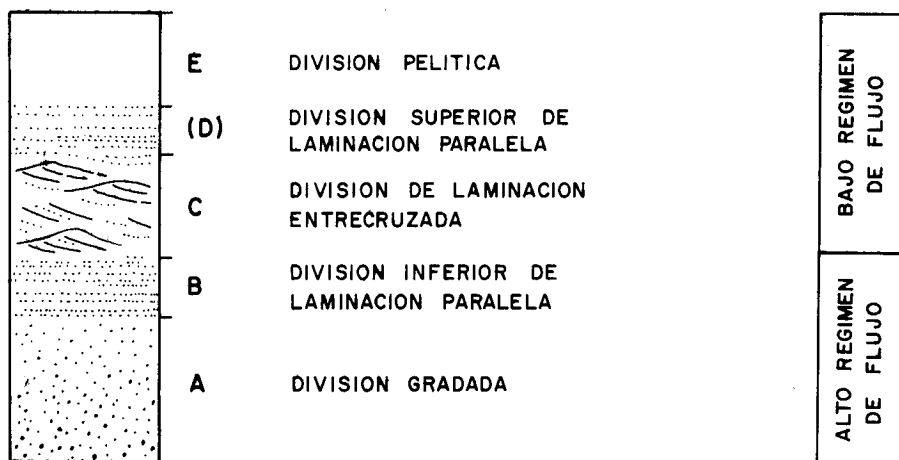 E DIVISION PELITICA
(D) DIVISION SUPERIOR DE
LAMINACION PARALELA
C DIVISION DE LAMINACION
ENTRECRUZADA
B DIVISION INFERIOR DE
LAMINACION PARALELA
A DIVISION GRADADA
BAJO REGIMEN
DE FLUJO
ALTO REGIMEN
DE FLUJO